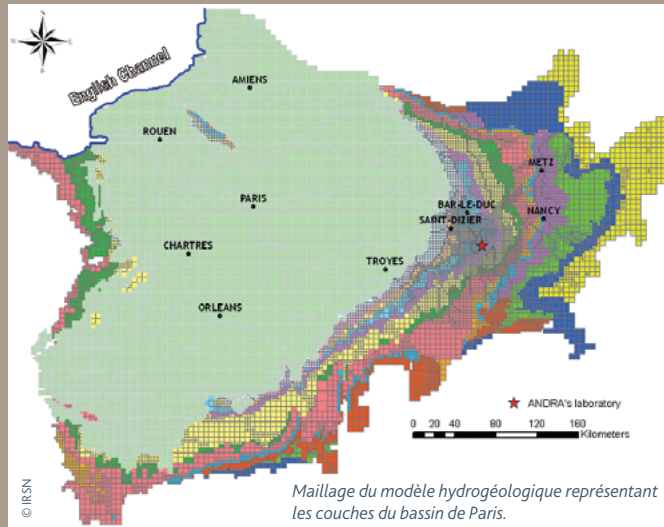 English Channel
AMIENS
ROUEN
METZ
PARIS
BAR-LE-DUC
NANCY
SAINT-DIZIER
CHARTRES
TROYES
ORLEANS
ANDRA's laboratory
0 20 40 80 120 160
Kilometers
© IRSN
Maillage du modèle hydrogéologique représentant
les couches du bassin de Paris.